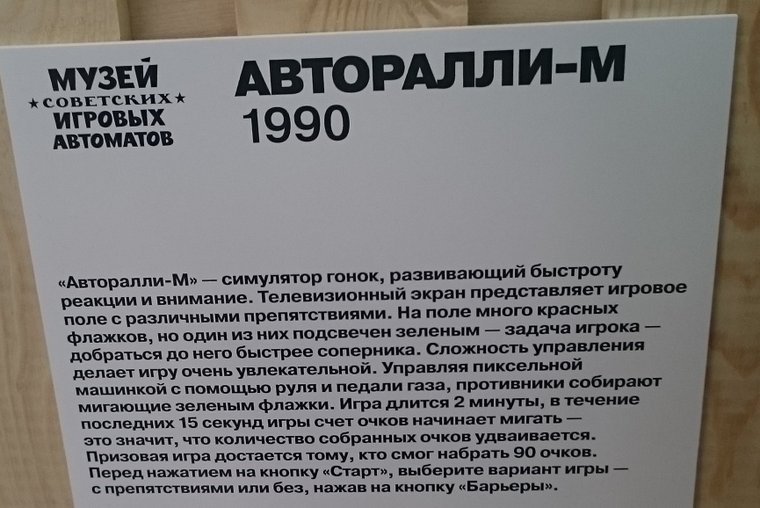 МУЗЕЙ
★СОВЕТСКИХ★
ИГРОВЫХ
АВТОМАТОВ
АВТОРАЛЛИ-М
1990
«Авторалли-М» — симулятор гонок, развивающий быстроту
реакции и внимание. Телевизионный экран представляет игровое
поле с различными препятствиями. На поле много красных
флажков, но один из них подсвечен зеленым — задача игрока —
добраться до него быстрее соперника. Сложность управления
делает игру очень увлекательной. Управляя пиксельной
машинкой с помощью руля и педали газа, противники собирают
мигающие зеленым флажки. Игра длится 2 минуты, в течение
последних 15 секунд игры счет очков начинает мигать —
это значит, что количество собранных очков удваивается.
Призовая игра достается тому, кто смог набрать 90 очков.
Перед нажатием на кнопку «Старт», выберите вариант игры —
с препятствиями или без, нажав на кнопку «Барьеры».